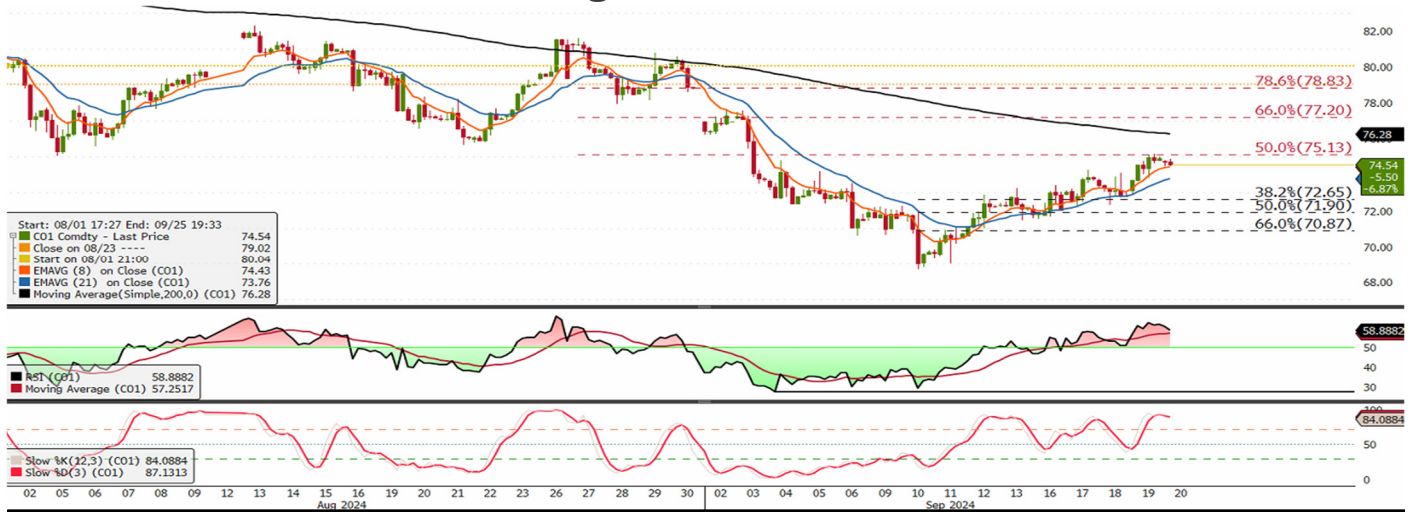 82.00
80.00
78.6%(78.83)
78.00
66.0%(77.20)
76.28
50.0%(75.13)
74.54
-5.50
-6.87%
38.2%(72.65)
50.0%(71.90)
72.00
66.0%(70.87)
70.00
68.00
Start: 08/01 17:27 End: 09/25 19:33
CO1 Comdty - Last Price 74.54
Close on 08/23 ---- 79.02
Start on 08/01 21:00 80.04
EMAVG (8) on Close (CO1) 74.43
EMAVG (21) on Close (CO1) 73.76
Moving Average(Simple,200,0) (CO1) 76.28
58.8882
50
40
30
RSI (CO1) 58.8882
Moving Average (CO1) 57.2517
100
84.0884
50
0
Slow %K(12,3) (CO1) 84.0884
Slow %D(3) (CO1) 87.1313
02 05 06 07 08 09 12 13 14 15 16 19 20 21 22 23 26 27 28 29 30 02 03 04 05 06 09 10 11 12 13 16 17 18 19 20
Aug 2024 Sep 2024